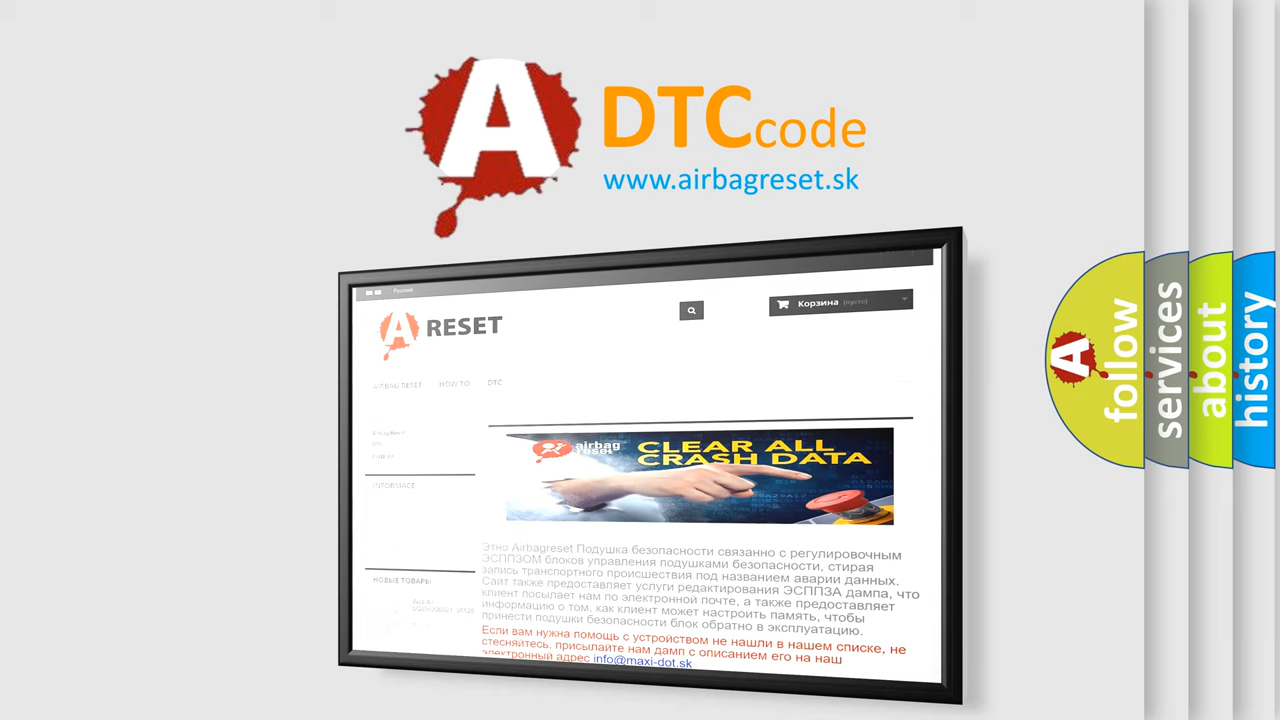 A DTCcode
www.airbagreset.sk
Русский
A RESET
Корзина (пусто)
AIRBAG RESET HOW TO DTC
INFORMACE
НОВЫЕ ТОВАРЫ
airbag
reset
CLEAR ALL
CRASH DATA
Этно Airbagreset Подушка безопасности связанно с регулировочным
ЭСППЗОМ блоков управления подушками безопасности, стирая
запись транспортного происшествия под названием аварии данных.
Сайт также предоставляет услуги редактирования ЭСППЗА дампа, что
клиент посылает нам по электронной почте, а также предоставляет
информацию о том, как клиент может настроить память, чтобы
принести подушки безопасности блок обратно в эксплуатацию.
Если вам нужна помощь с устройством не нашли в нашем списке, не
стесняйтесь, присылайте нам дамп с описанием его на наш
электронный адрес info@maxi-dot.sk
A
follow
services
about
history